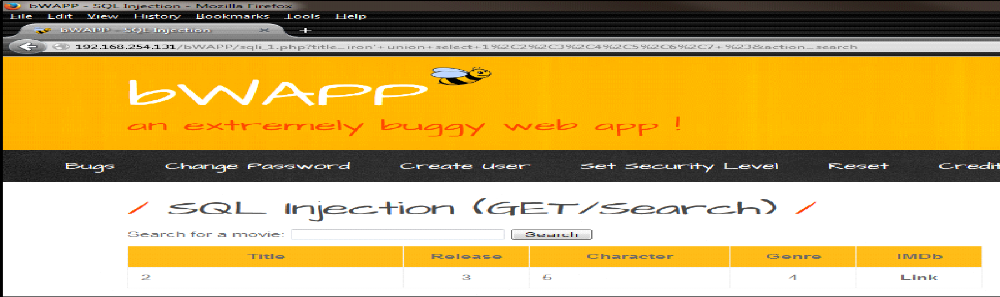 bWAPP - SQL Injection - Mozilla Firefox
File Edit View History Bookmarks Tools Help
bWAPP - SQL Injection
192.168.254.131/bWAPP/sqli_1.php?title=iron'+union+select+1%2C2%2C3%2C4%2C5%2C6%2C7+%23&action=search
bWAPP
an extremely buggy web app !
Bugs Change Password Create User Set Security Level Reset Credit
/ SQL Injection (GET/Search) /
Search for a movie: Search
Title Release Character Genre IMDb
2 3 5 4 Link